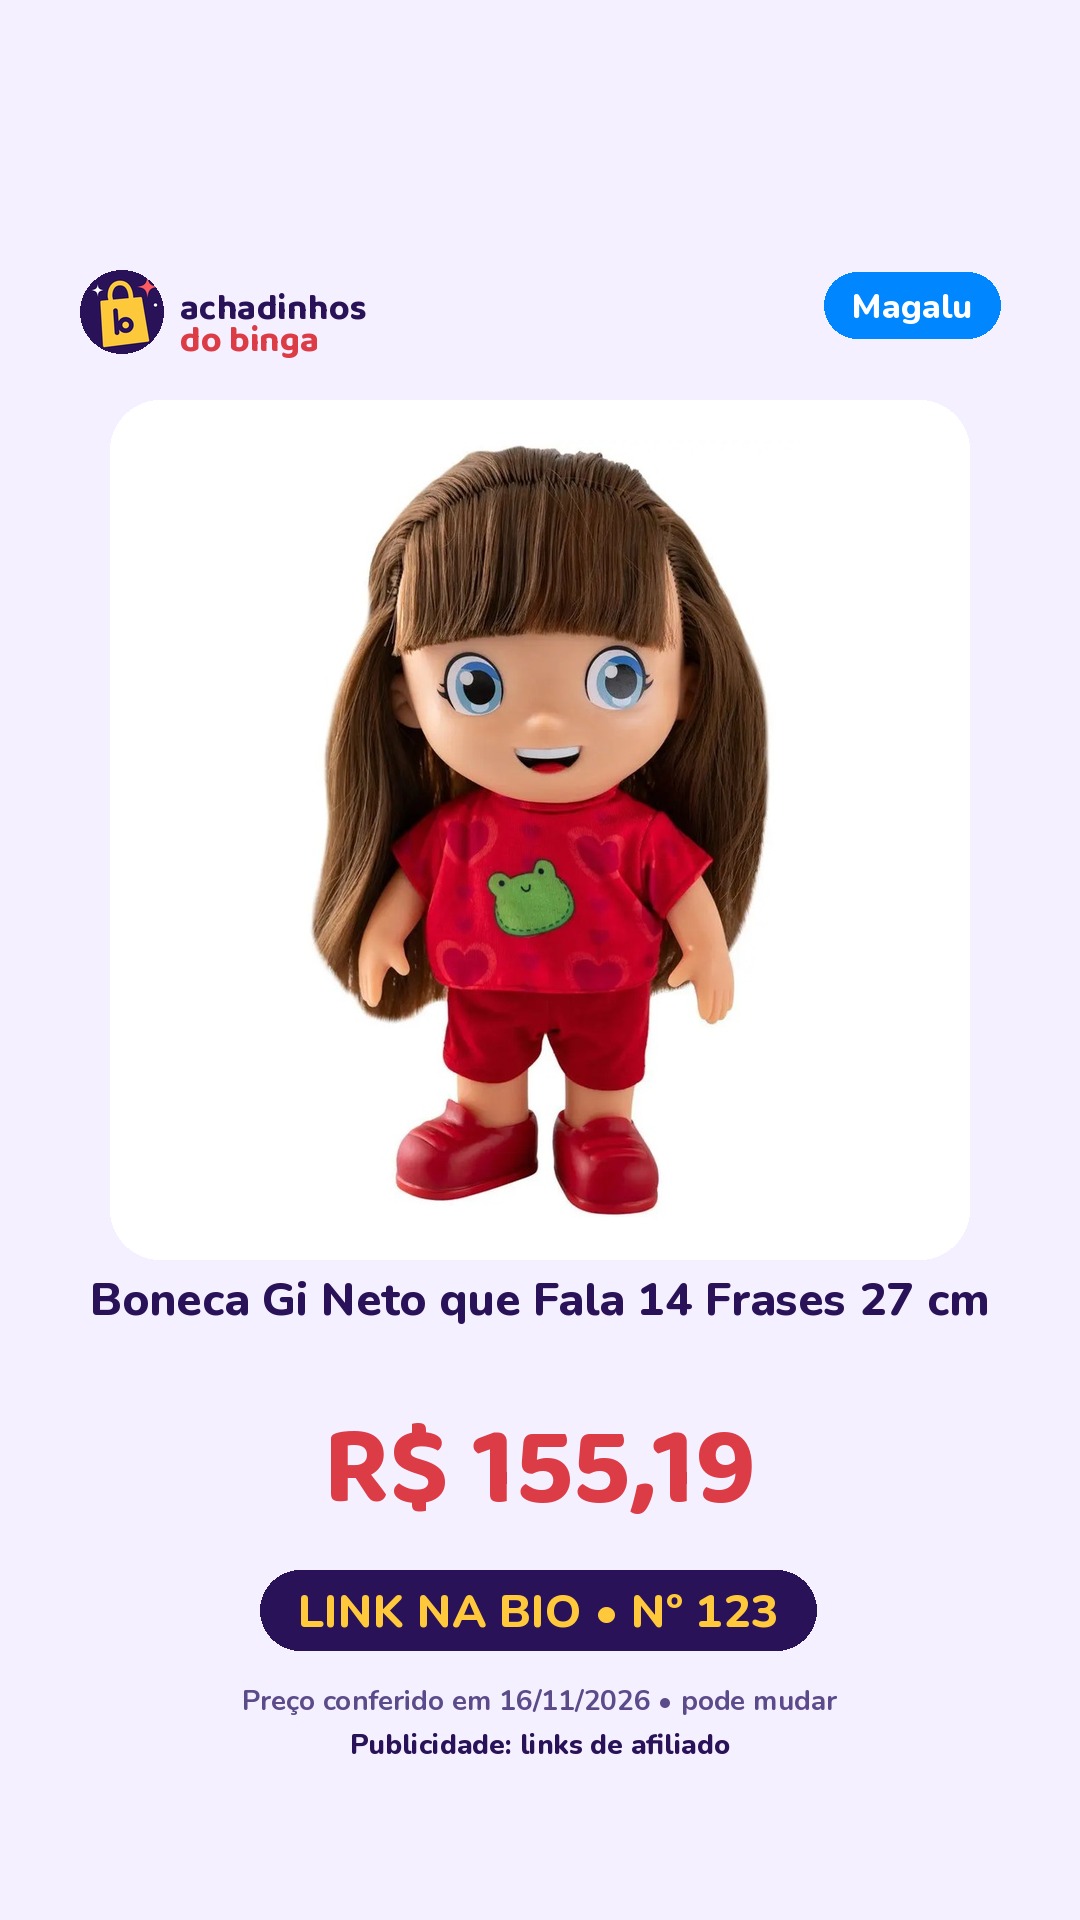 achadinhos
do binga
b
Magalu
Boneca Gi Neto que Fala 14 Frases 27 cm
R$ 155,19
LINK NA BIO • Nº 123
Preço conferido em 16/11/2026 • pode mudar
Publicidade: links de afiliado